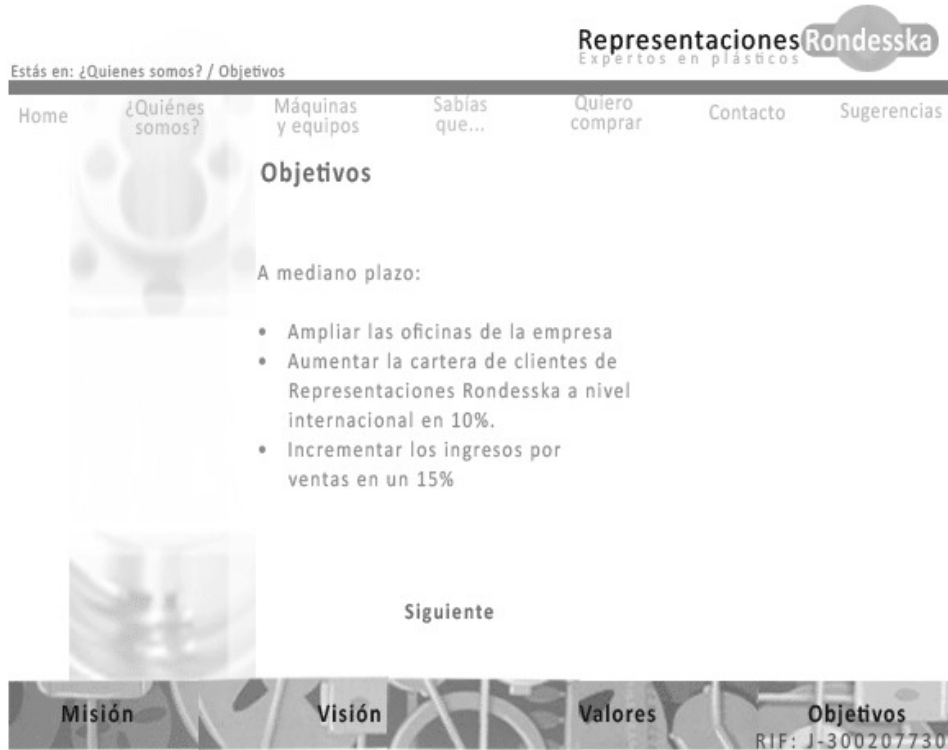 Representaciones Rondesska
Expertos en plásticos
Estás en: ¿Quienes somos? / Objetivos
Home
¿Quiénes
somos?
Máquinas
y equipos
Sabías
que...
Quiero
comprar
Contacto
Sugerencias
Objetivos
A mediano plazo:
• Ampliar las oficinas de la empresa
• Aumentar la cartera de clientes de
Representaciones Rondesska a nivel
internacional en 10%.
• Incrementar los ingresos por
ventas en un 15%
Siguiente
Misión
Visión
Valores
Objetivos
RIF: J-300207730